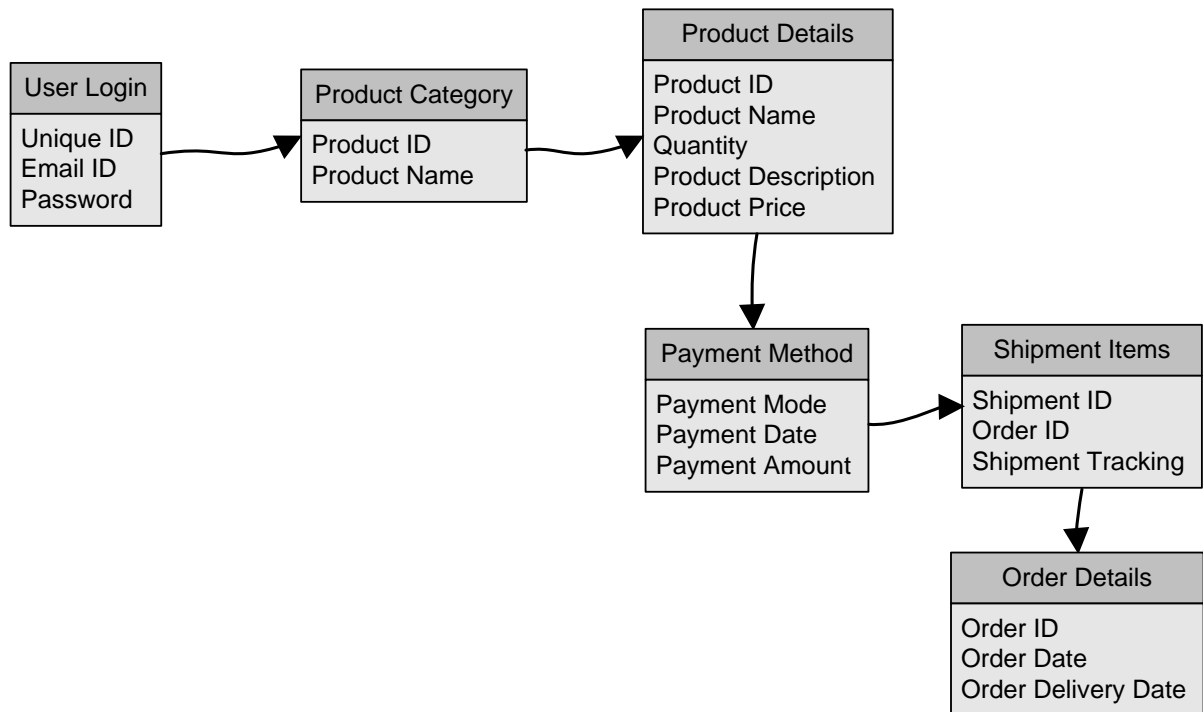 User Login
Unique ID
Email ID
Password
Product Category
Product ID
Product Name
Product Details
Product ID
Product Name
Quantity
Product Description
Product Price
Payment Method
Payment Mode
Payment Date
Payment Amount
Shipment Items
Shipment ID
Order ID
Shipment Tracking
Order Details
Order ID
Order Date
Order Delivery Date